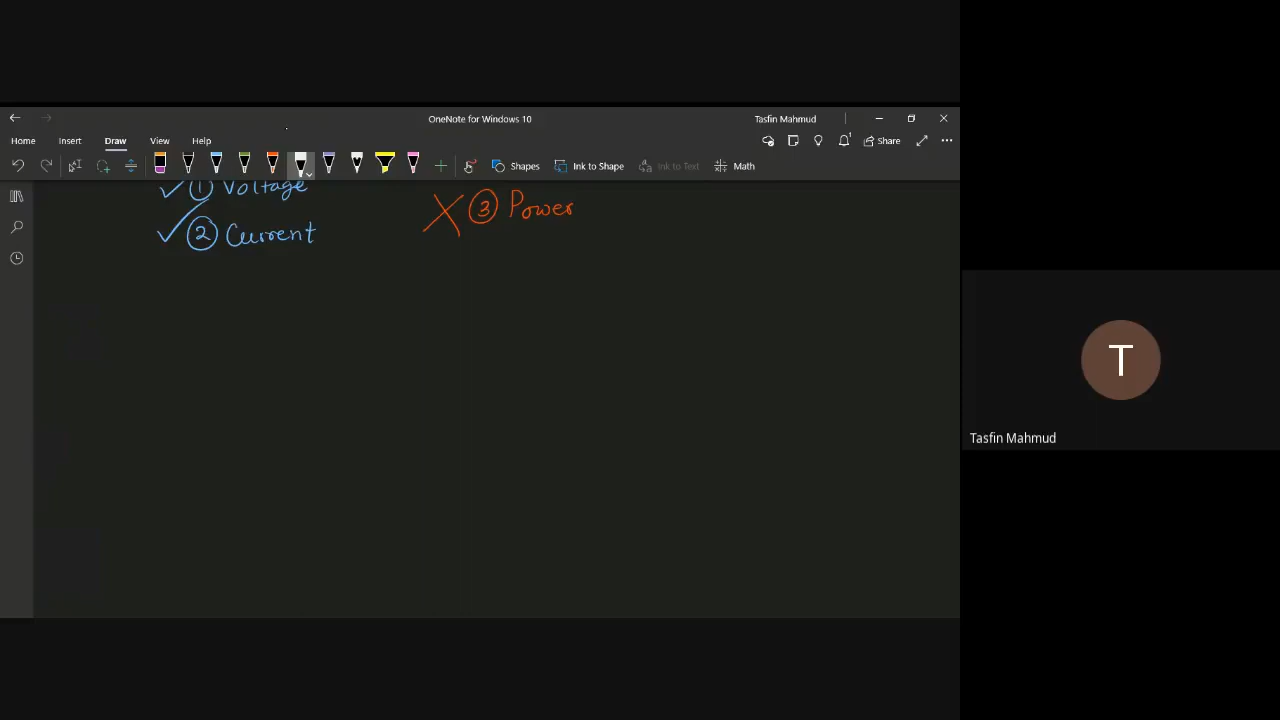 OneNote for Windows 10
Tasfin Mahmud
Home Insert Draw View Help
Share
Shapes Ink to Shape Ink to Text Math
① Voltage
③ Power
② Current
T
Tasfin Mahmud